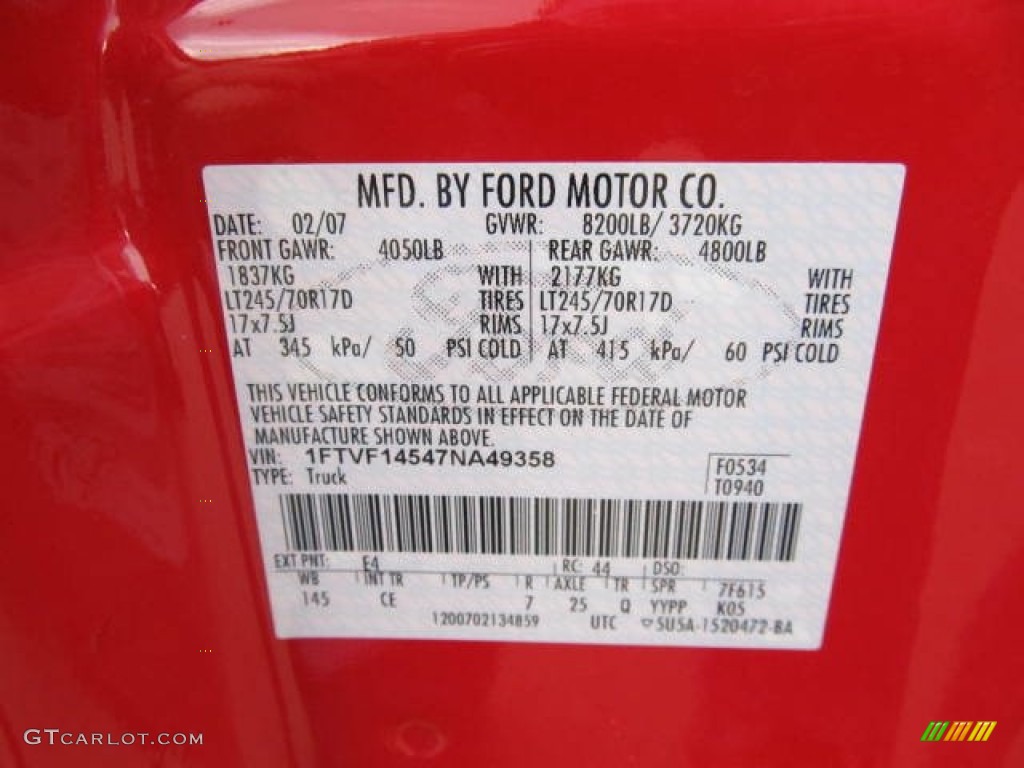 MFD. BY FORD MOTOR CO.
DATE: 02/07 GVWR: 8200LB/ 3720KG
FRONT GAWR: 4050LB REAR GAWR: 4800LB
1837KG WITH 2177KG WITH
LT245/70R17D TIRES LT245/70R17D TIRES
17x7.5J RIMS 17x7.5J RIMS
AT 345 kPa/ 50 PSI COLD AT 415 kPa/ 60 PSI COLD
THIS VEHICLE CONFORMS TO ALL APPLICABLE FEDERAL MOTOR
VEHICLE SAFETY STANDARDS IN EFFECT ON THE DATE OF
MANUFACTURE SHOWN ABOVE.
VIN: 1FTVF14547NA49358 F0534
TYPE: Truck T0940
EXT PNT: E4 RC: 44 DSO:
WB INT TR TP/PS R AXLE TR SPR 7F615
145 CE 7 25 Q YYPP K05
1200702134859 UTC ▽5U5A-1520472-BA
GTCARLOT.COM